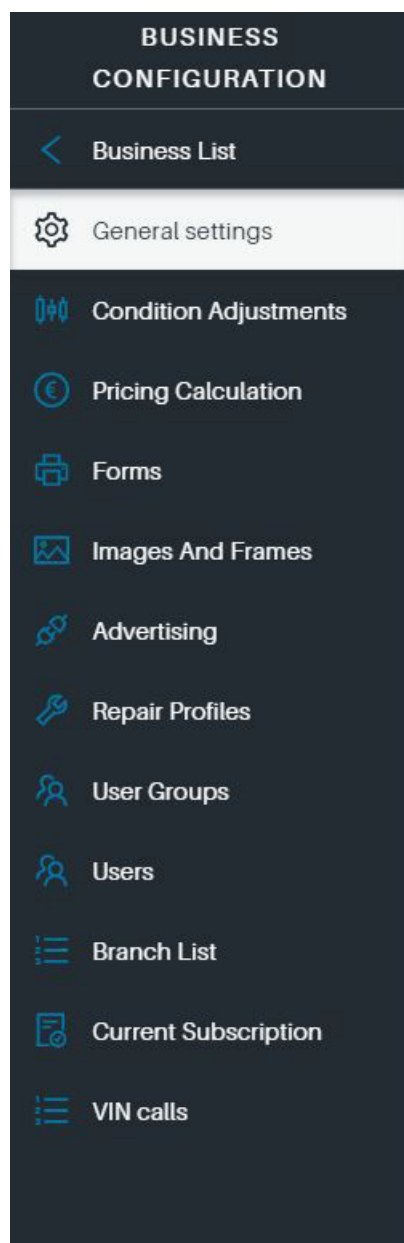 BUSINESS
CONFIGURATION
Business List
General settings
Condition Adjustments
Pricing Calculation
Forms
Images And Frames
Advertising
Repair Profiles
User Groups
Users
Branch List
Current Subscription
VIN calls